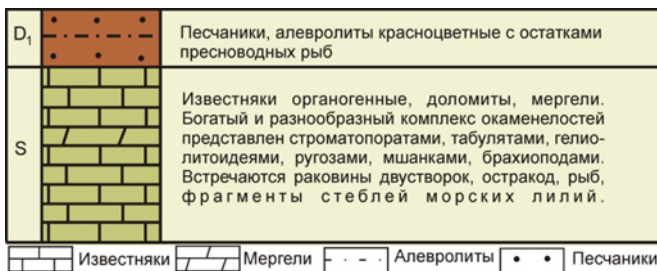 D1
Песчаники, алевролиты красноцветные с остатками
пресноводных рыб
S
Известняки органогенные, доломиты, мергели.
Богатый и разнообразный комплекс окаменелостей
представлен строматопоратами, табулятами, гелио-
литоидеями, ругозами, мшанками, брахиоподами.
Встречаются раковины двустворок, остракод, рыб,
фрагменты стеблей морских лилий.
Известняки Мергели Алевролиты Песчаники